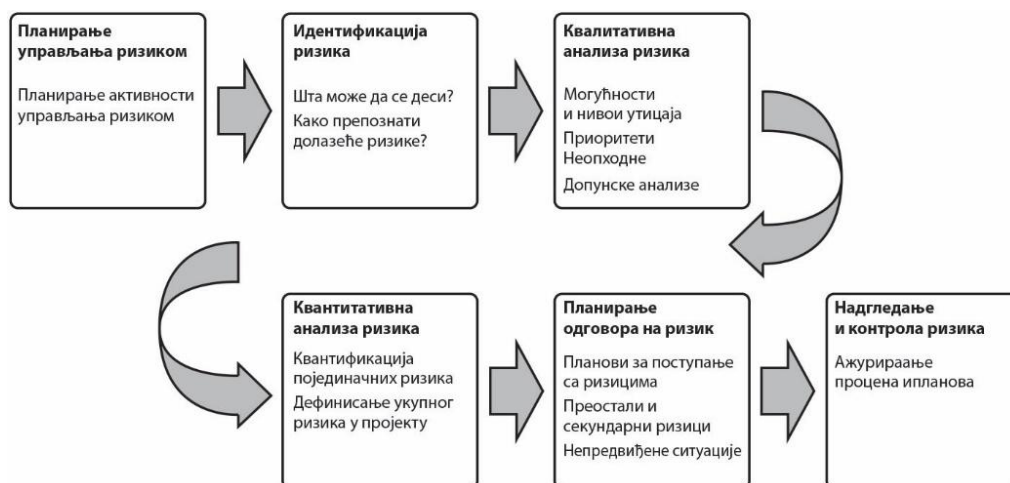 Планирање
управљања ризиком
Планирање активности
управљања ризиком
Идентификација
ризика
Шта може да се деси?
Како препознати
долазеће ризике?
Квалитативна
анализа ризика
Могућности
и нивои утицаја
Приоритети
Неопходне
Допунске анализе
Квантитативна
анализа ризика
Квантификација
појединачних ризика
Дефинисање укупног
ризика у пројекту
Планирање
одговора на ризик
Планови за поступање
са ризицима
Преостали и
секундарни ризици
Непредвиђене ситуације
Надгледање
и контрола ризика
Ажурираање
процена ипланова